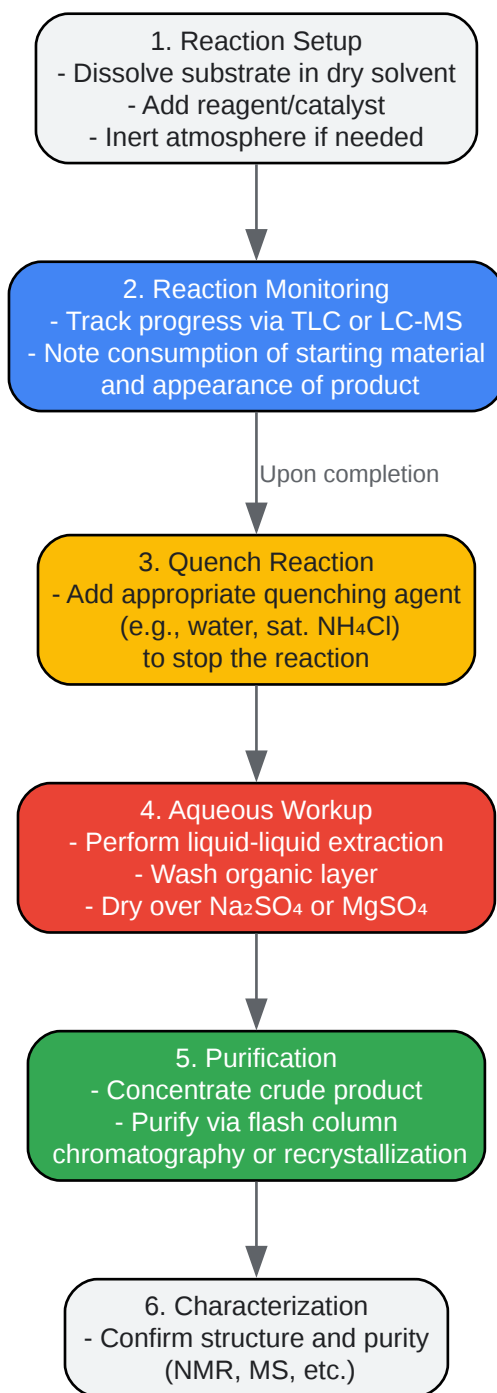 1. Reaction Setup
- Dissolve substrate in dry solvent
- Add reagent/catalyst
- Inert atmosphere if needed
2. Reaction Monitoring
- Track progress via TLC or LC-MS
- Note consumption of starting material
and appearance of product
Upon completion
3. Quench Reaction
- Add appropriate quenching agent
(e.g., water, sat. NH₄Cl)
to stop the reaction
4. Aqueous Workup
- Perform liquid-liquid extraction
- Wash organic layer
- Dry over Na₂SO₄ or MgSO₄
5. Purification
- Concentrate crude product
- Purify via flash column
chromatography or recrystallization
6. Characterization
- Confirm structure and purity
(NMR, MS, etc.)